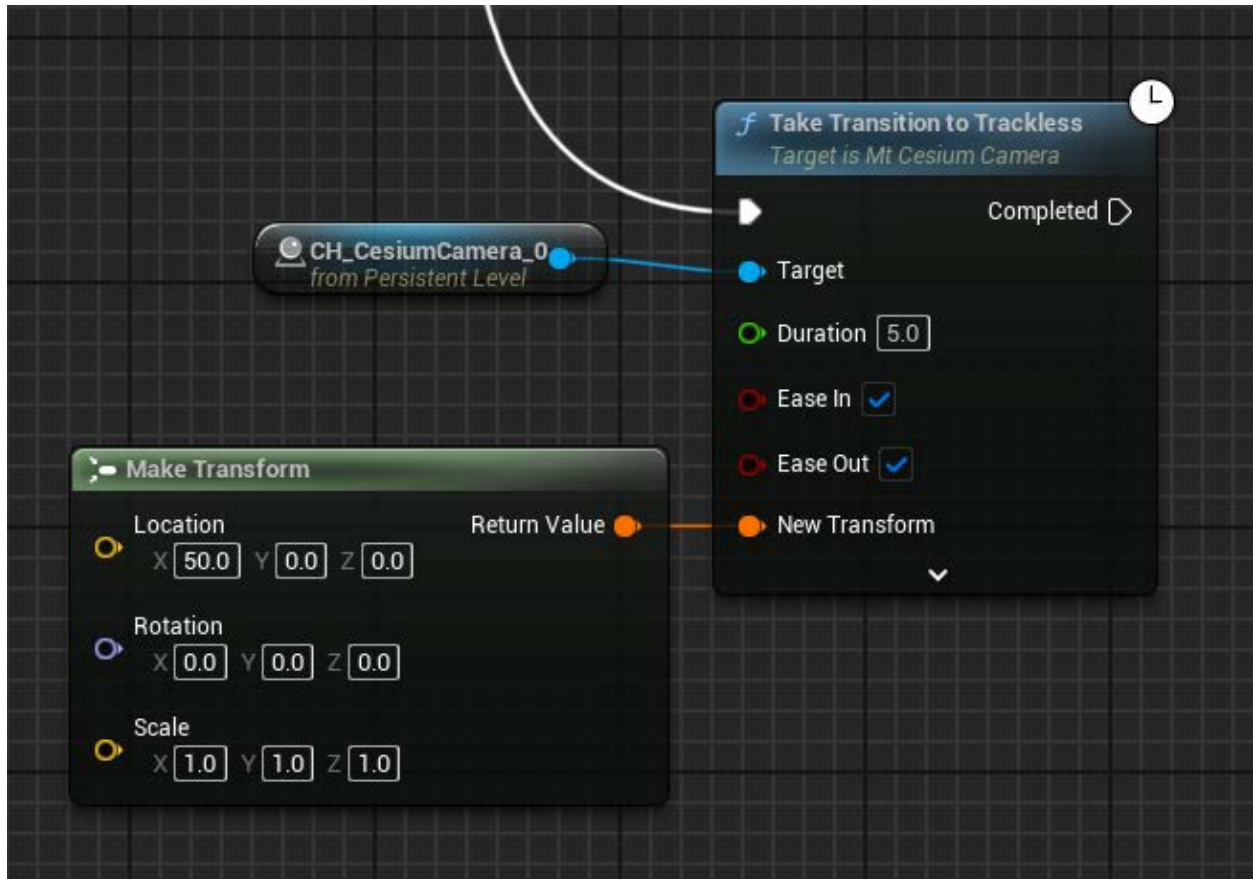 Take Transition to Trackless
Target is Mt Cesium Camera
Completed
CH_CesiumCamera_0
from Persistent Level
Target
Duration 5.0
Ease In
Ease Out
New Transform
Make Transform
Location Return Value
X 50.0 Y 0.0 Z 0.0
Rotation
X 0.0 Y 0.0 Z 0.0
Scale
X 1.0 Y 1.0 Z 1.0